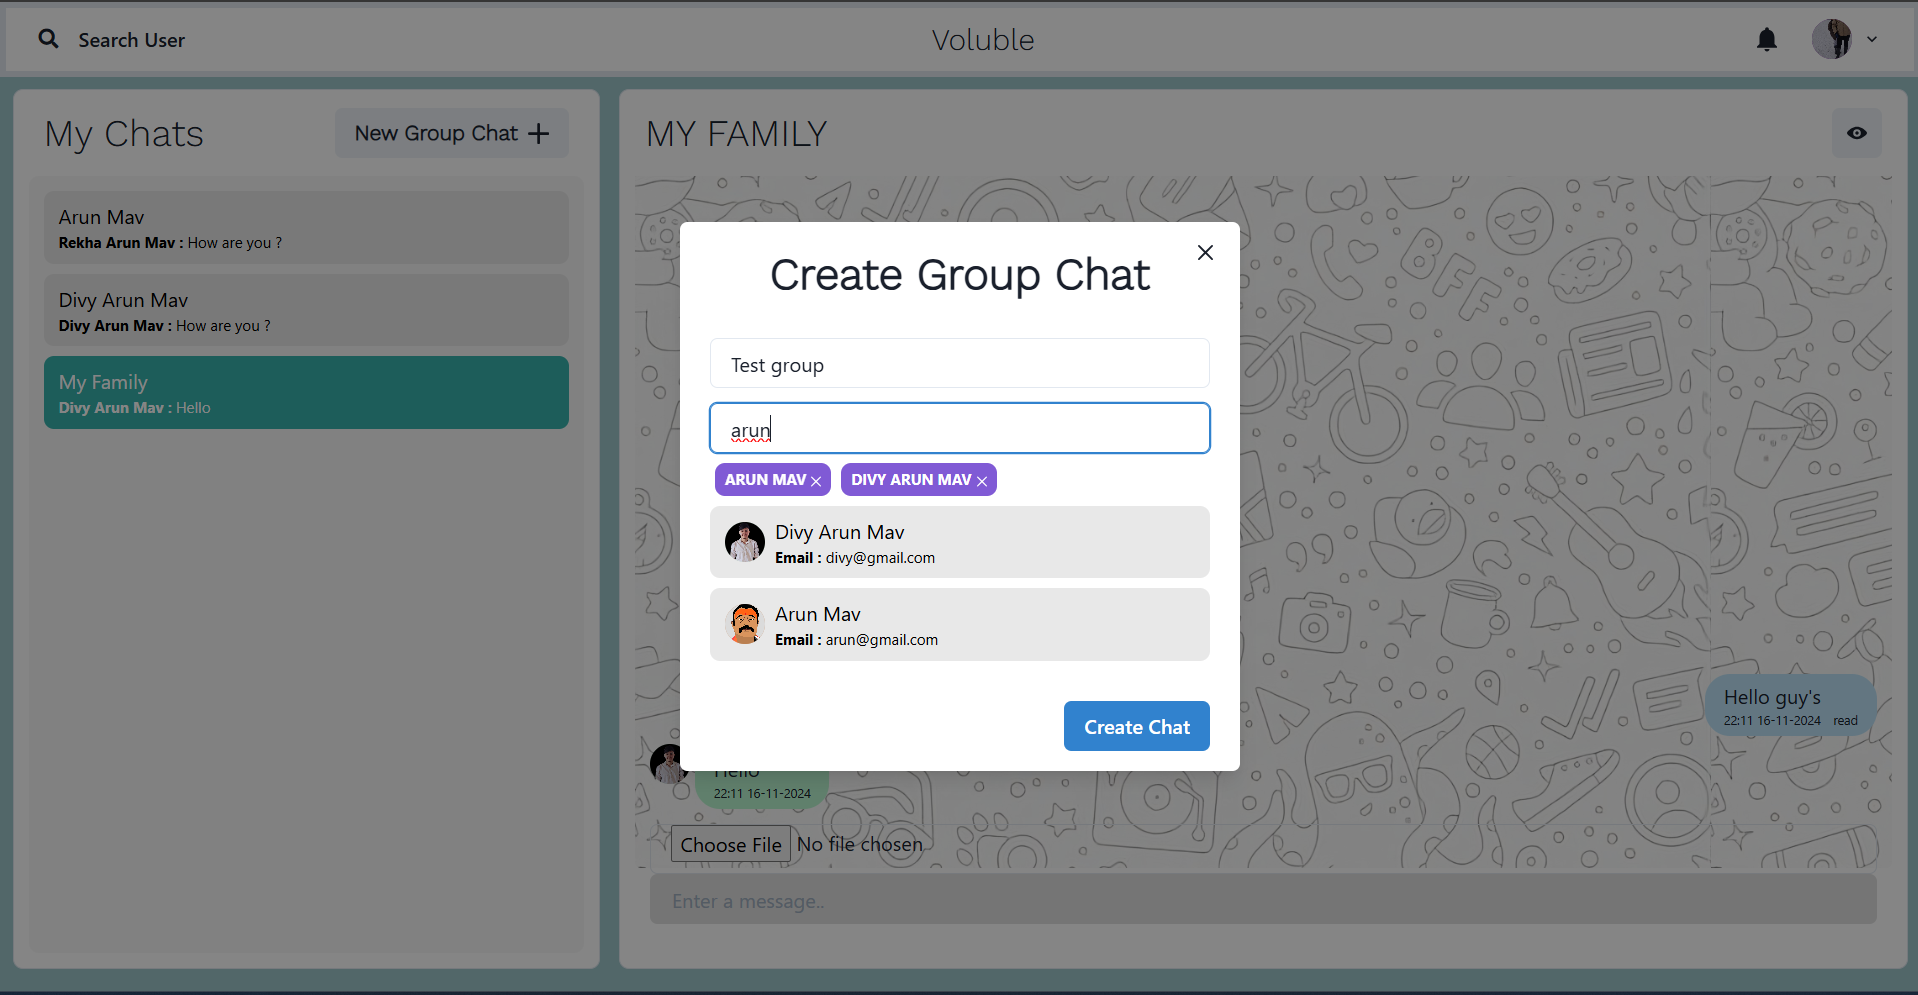 Search User
Voluble
My Chats
New Group Chat
Arun Mav
Rekha Arun Mav : How are you ?
Divy Arun Mav
Divy Arun Mav : How are you ?
My Family
Divy Arun Mav : Hello
MY FAMILY
BFF
Create Group Chat
Test group
arun
ARUN MAV
DIVY ARUN MAV
Divy Arun Mav
Email : divy@gmail.com
Arun Mav
Email : arun@gmail.com
Create Chat
Hello guy's
22:11 16-11-2024 read
Hello
22:11 16-11-2024
Choose File No file chosen
Enter a message..